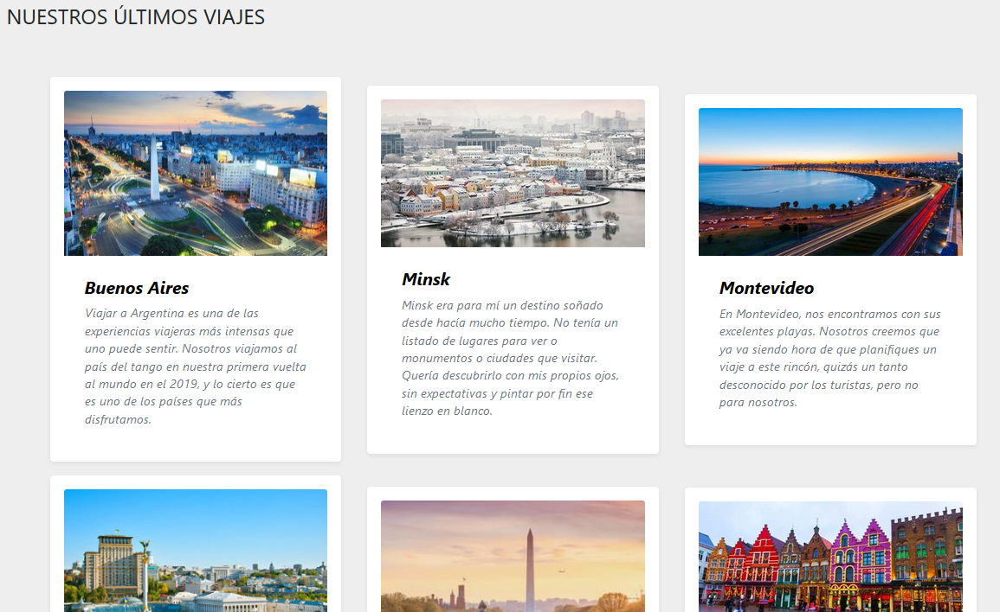 NUESTROS ÚLTIMOS VIAJES
Buenos Aires
Viajar a Argentina es una de las
experiencias viajeras más intensas que
uno puede sentir. Nosotros viajamos al
país del tango en nuestra primera vuelta
al mundo en el 2019, y lo cierto es que
es uno de los países que más
disfrutamos.
Minsk
Minsk era para mí un destino soñado
desde hacía mucho tiempo. No tenía un
listado de lugares para ver o
monumentos o ciudades que visitar.
Quería descubrirlo con mis propios ojos,
sin expectativas y pintar por fin ese
lienzo en blanco.
Montevideo
En Montevideo, nos encontramos con sus
excelentes playas. Nosotros creemos que
ya va siendo hora de que planifiques un
viaje a este rincón, quizás un tanto
desconocido por los turistas, pero no
para nosotros.